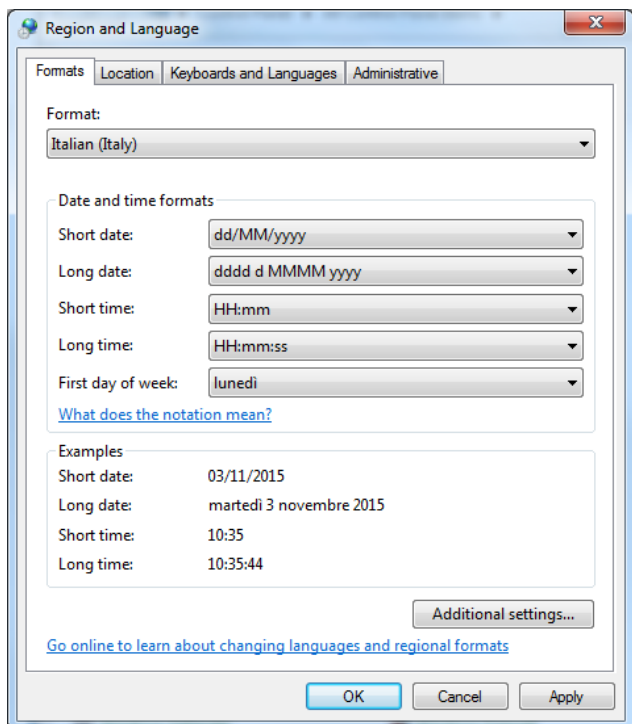 Region and Language
Formats Location Keyboards and Languages Administrative
Format:
Italian (Italy)
Date and time formats
Short date: dd/MM/yyyy
Long date: dddd d MMMM yyyy
Short time: HH:mm
Long time: HH:mm:ss
First day of week: lunedì
What does the notation mean?
Examples
Short date: 03/11/2015
Long date: martedì 3 novembre 2015
Short time: 10:35
Long time: 10:35:44
Additional settings...
Go online to learn about changing languages and regional formats
OK Cancel Apply